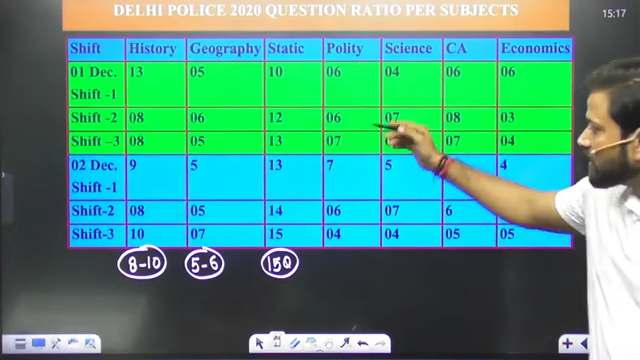 DELHI POLICE 2020 QUESTION RATIO PER SUBJECTS
15:17
Shift History Geography Static Polity Science CA Economics
01 Dec. 13 05 10 06 04 06 06
Shift -1
Shift -2 08 06 12 06 07 08 03
Shift –3 08 05 13 07 07 04
02 Dec. 9 5 13 7 5 4
Shift -1
Shift-2 08 05 14 06 07 6
Shift-3 10 07 15 04 04 05 05
8-10 5-6 15Q